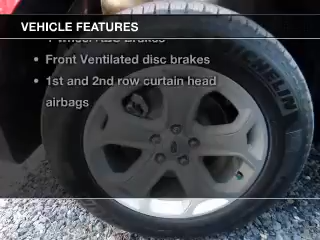 VEHICLE FEATURES
• Front Ventilated disc brakes
• 1st and 2nd row curtain head
airbags
MICHELIN